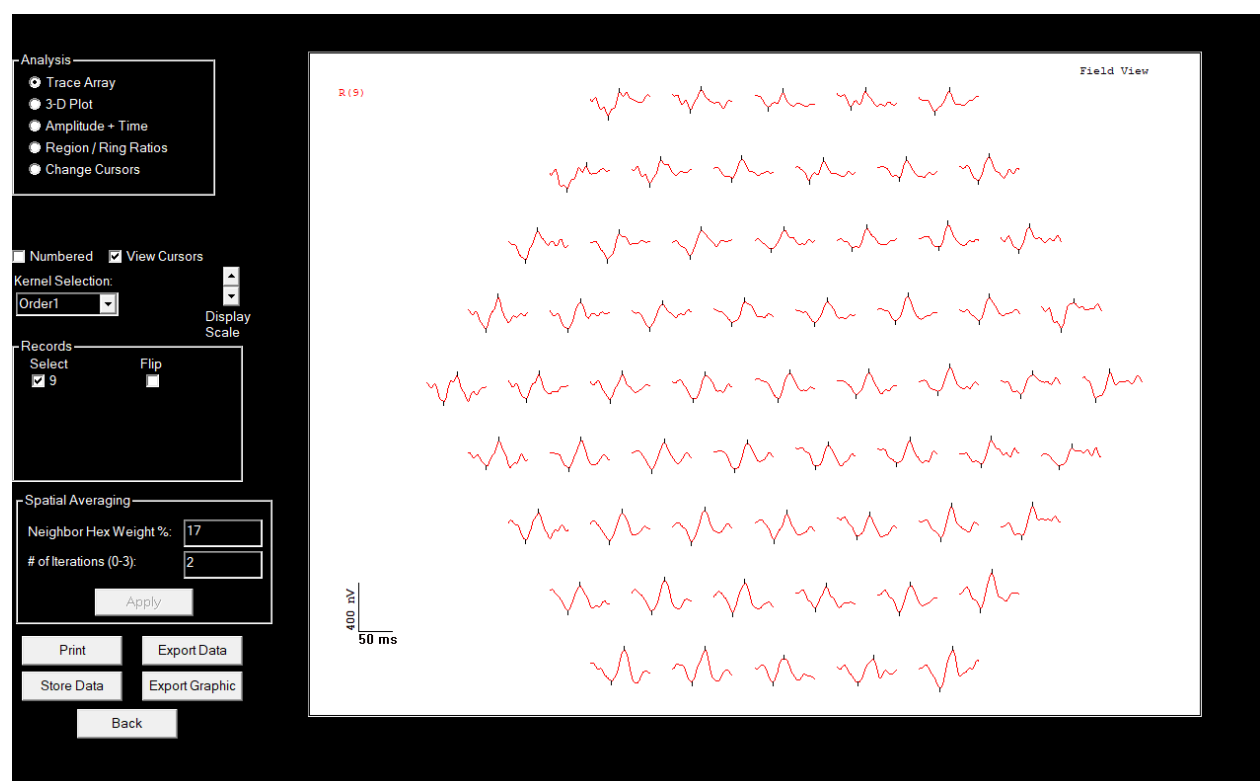 Analysis
Trace Array
3-D Plot
Amplitude + Time
Region / Ring Ratios
Change Cursors
Numbered View Cursors
Kernel Selection:
Order1
Display
Scale
Records
Select Flip
9
Spatial Averaging
Neighbor Hex Weight %: 17
# of Iterations (0-3): 2
Apply
Print Export Data
Store Data Export Graphic
Back
R(9)
Field View
400 nV
50 ms